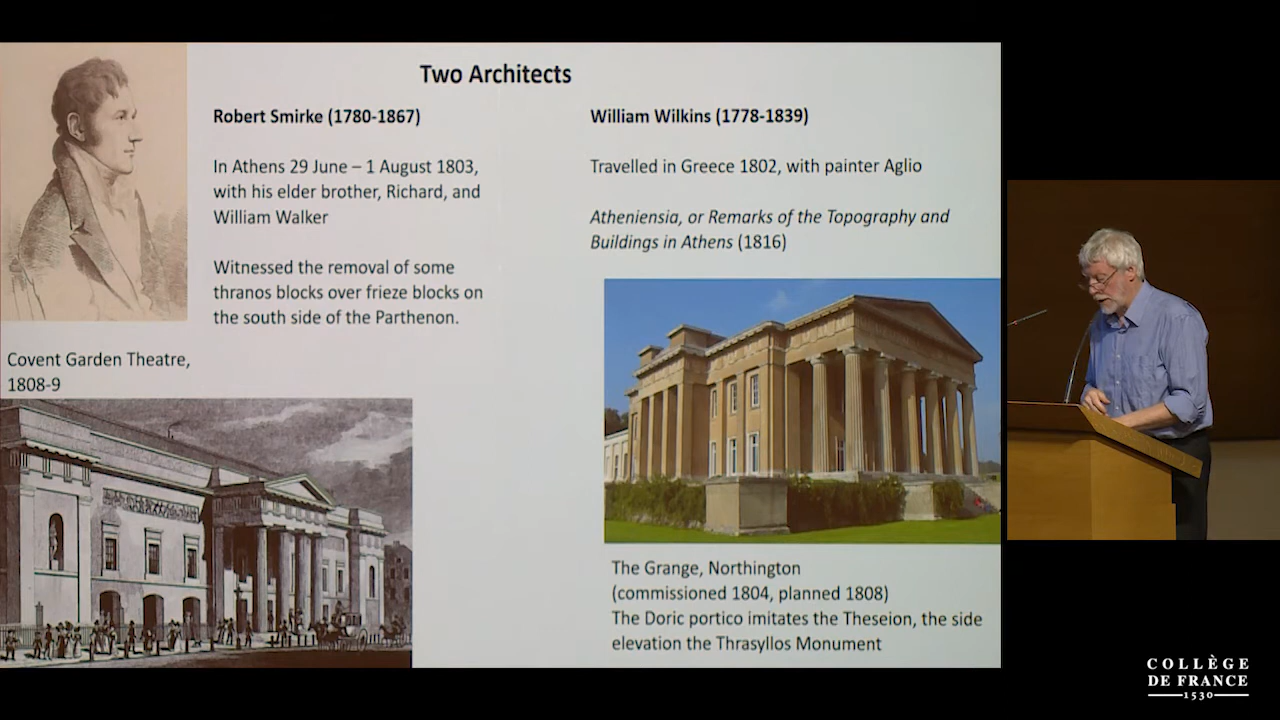 Two Architects
Robert Smirke (1780-1867)
In Athens 29 June – 1 August 1803,
with his elder brother, Richard, and
William Walker
Witnessed the removal of some
thranos blocks over frieze blocks on
the south side of the Parthenon.
Covent Garden Theatre,
1808-9
William Wilkins (1778-1839)
Travelled in Greece 1802, with painter Aglio
Atheniensia, or Remarks of the Topography and
Buildings in Athens (1816)
The Grange, Northington
(commissioned 1804, planned 1808)
The Doric portico imitates the Theseion, the side
elevation the Thrasyllos Monument
COLLÈGE
DE FRANCE
1530